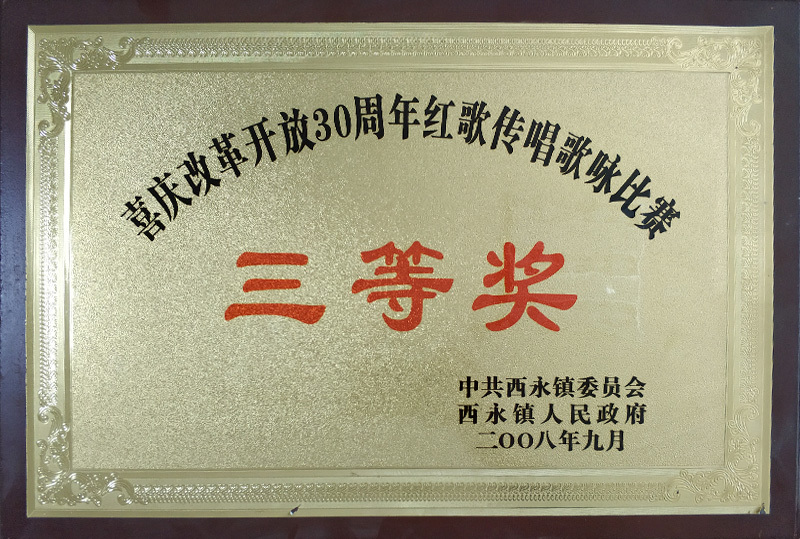 喜庆改革开放30周年红歌传唱歌咏比赛
三等奖
中共西永镇委员会
西永镇人民政府
二〇〇八年九月